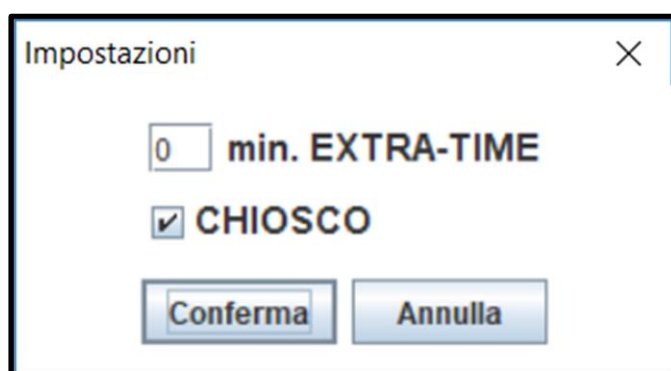 Impostazioni
0 min. EXTRA-TIME
CHIOSCO
Conferma Annulla